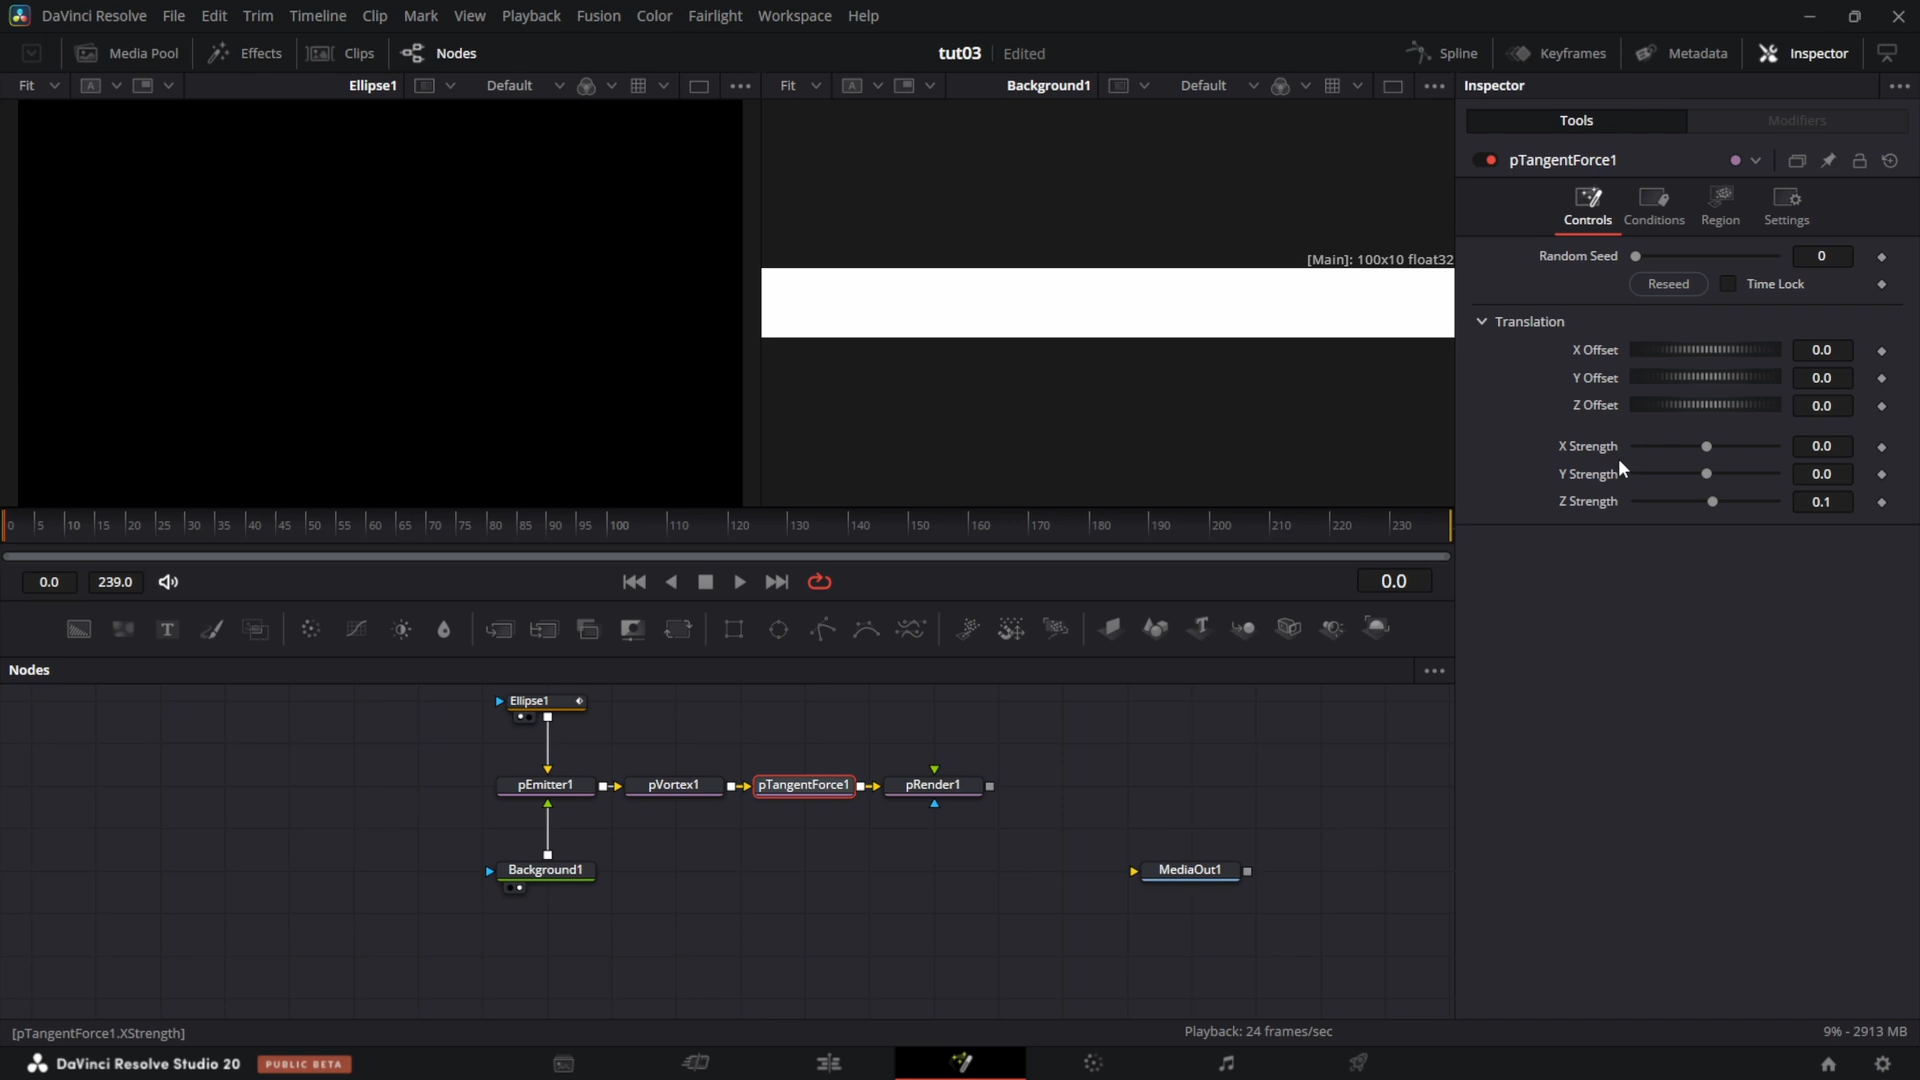 DaVinci Resolve File Edit Trim Timeline Clip Mark View Playback Fusion Color Fairlight Workspace Help
Media Pool Effects Clips Nodes tut03 Edited Spline Keyframes Metadata Inspector
Fit A Ellipse1 Default Fit A Background1 Default Inspector
Tools Modifiers
pTangentForce1
Controls Conditions Region Settings
Random Seed 0
Reseed Time Lock
[Main]: 100x10 float32
Translation
X Offset 0.0
Y Offset 0.0
Z Offset 0.0
X Strength 0.0
Y Strength 0.0
Z Strength 0.1
0 5 10 15 20 25 30 35 40 45 50 55 60 65 70 75 80 85 90 95 100 110 120 130 140 150 160 170 180 190 200 210 220 230
0.0 239.0 0.0
T T
Nodes
Ellipse1
pEmitter1 pVortex1 pTangentForce1 pRender1
Background1 MediaOut1
[pTangentForce1.XStrength] Playback: 24 frames/sec 9% - 2913 MB
DaVinci Resolve Studio 20 PUBLIC BETA